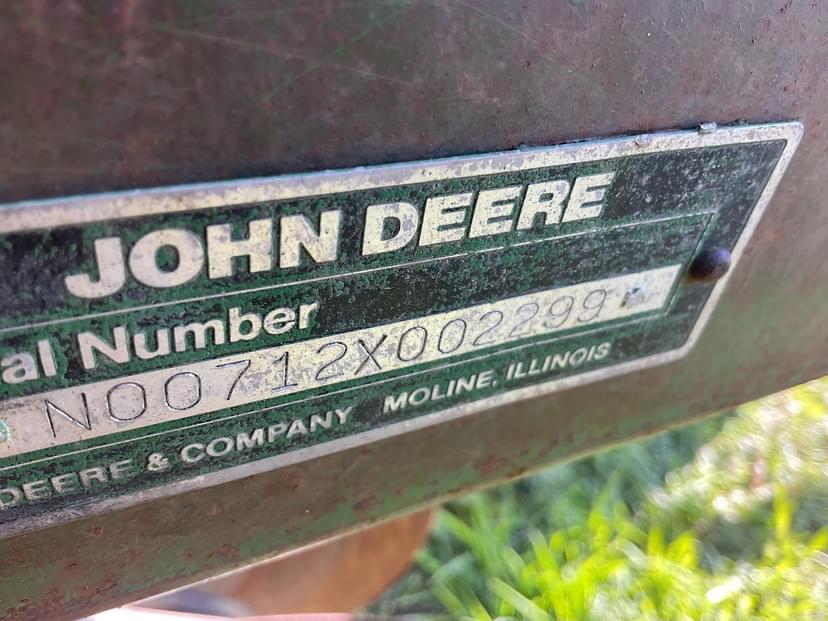 JOHN DEERE
al Number
N00712X002299
DEERE & COMPANY MOLINE, ILLINOIS